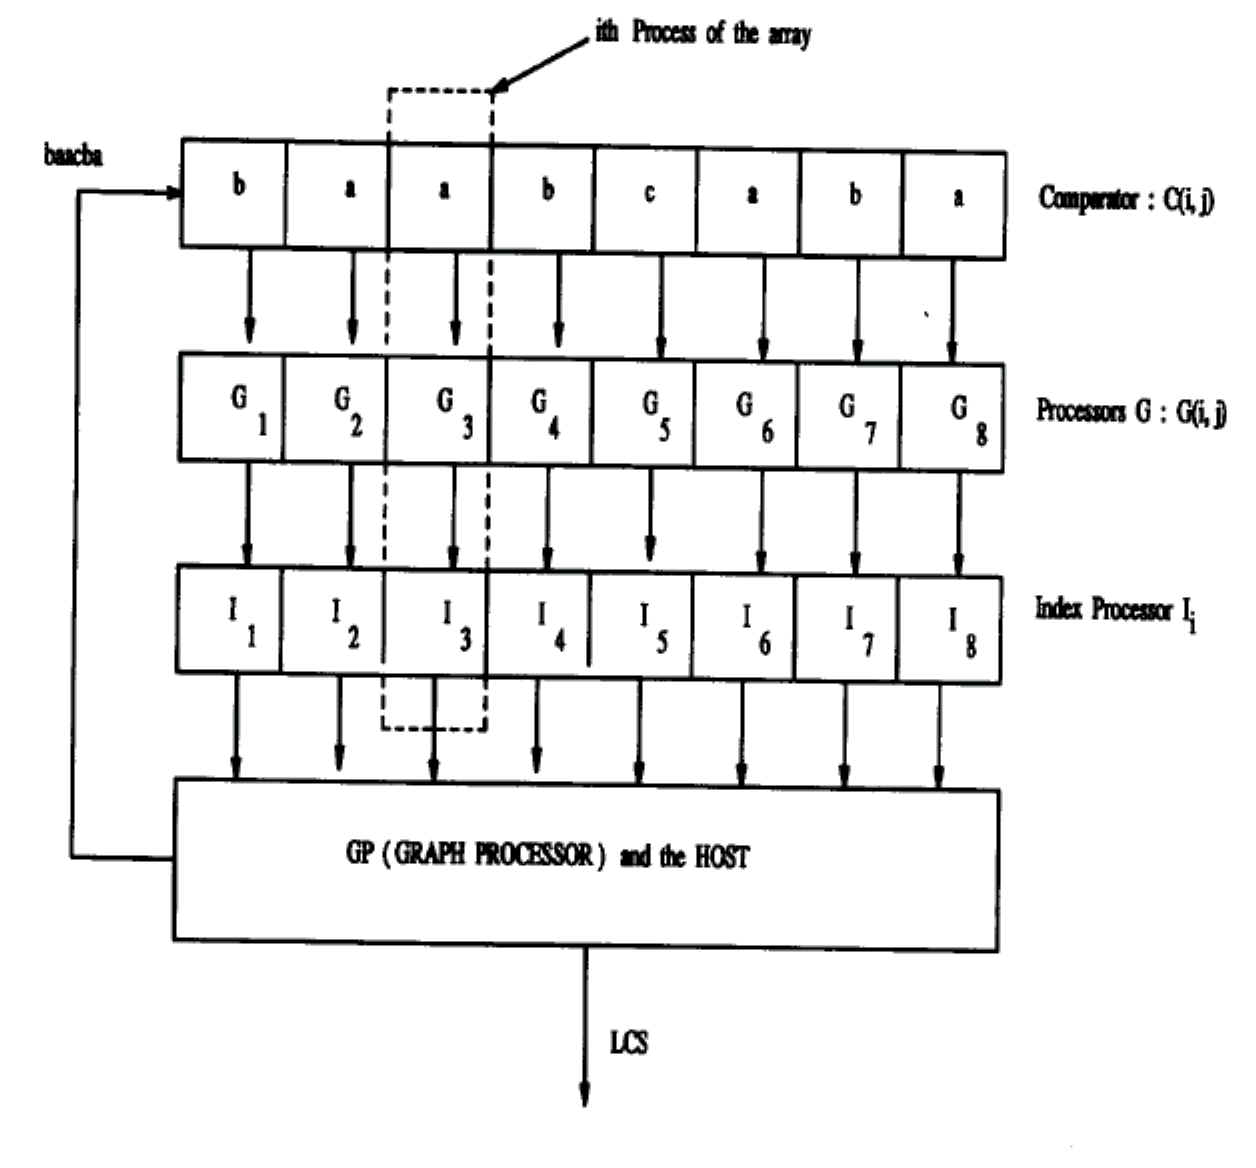 ith Process of the array
baacba
b a a b c a b a
Comparator : C(i, j)
G1 G2 G3 G4 G5 G6 G7 G8
Processors G : G(i, j)
I1 I2 I3 I4 I5 I6 I7 I8
Index Processor Ii
GP ( GRAPH PROCESSOR ) and the HOST
LCS